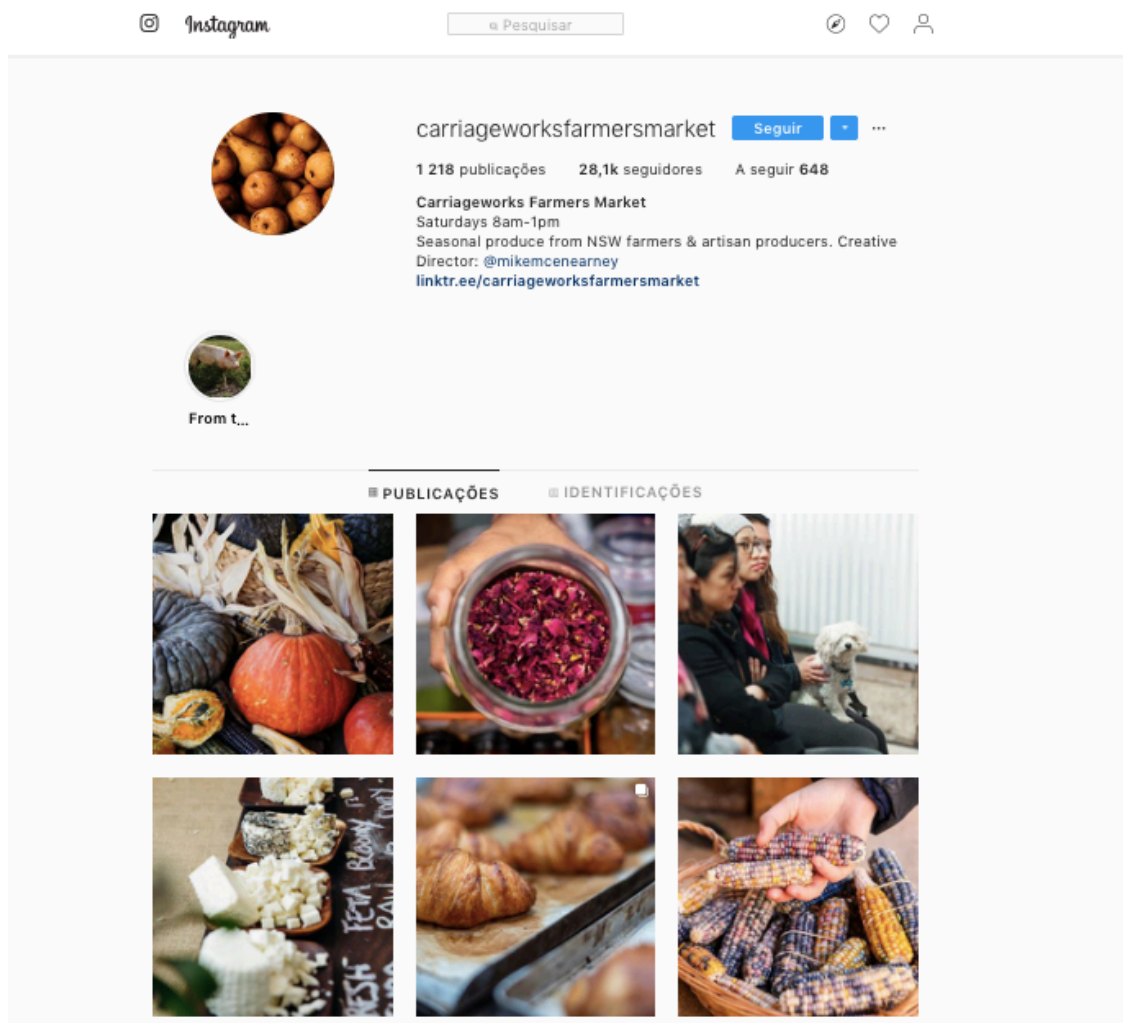 Instagram
Pesquisar
carriageworksfarmersmarket Seguir ...
1 218 publicações 28,1k seguidores A seguir 648
Carriageworks Farmers Market
Saturdays 8am-1pm
Seasonal produce from NSW farmers & artisan producers. Creative
Director: @mikemcenearney
linktr.ee/carriageworksfarmersmarket
From t...
PUBLICAÇÕES IDENTIFICAÇÕES
FETA